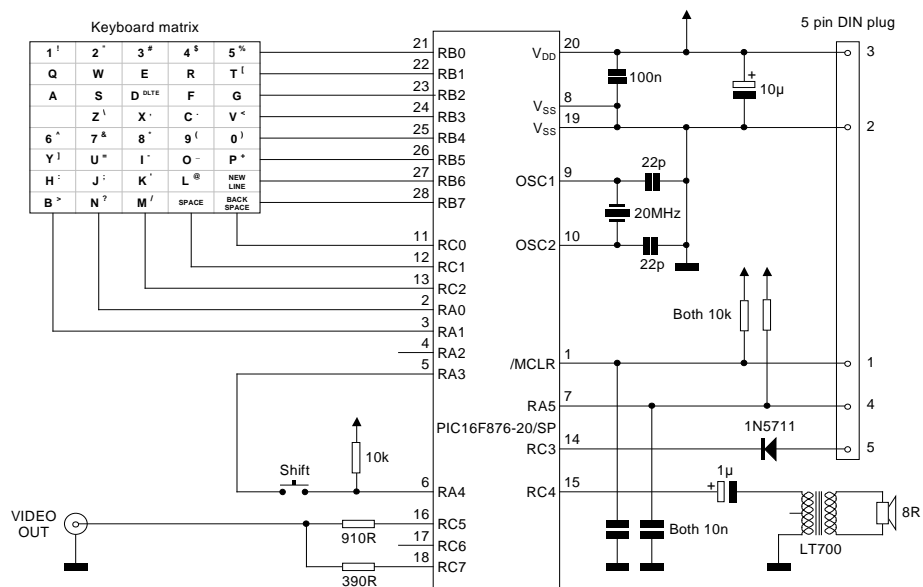 Keyboard matrix
1 ! 2 " 3 # 4 $ 5 %
Q W E R T [
A S D DLTE F G
Z \ X C V <
6 ^ 7 & 8 * 9 ( 0 )
Y ] U = I - O _ P +
H : J ; K ' L @ NEW LINE
B > N ? M / SPACE BACK SPACE
21 RB0
22 RB1
23 RB2
24 RB3
25 RB4
26 RB5
27 RB6
28 RB7
11 RC0
12 RC1
13 RC2
2 RA0
3 RA1
4 RA2
5 RA3
6 RA4
16 RC5
17 RC6
18 RC7
Shift
10k
VIDEO
OUT
910R
390R
PIC16F876-20/SP
VDD 20
VSS 8
VSS 19
OSC1 9
OSC2 10
/MCLR 1
RA5 7
RC3 14
RC4 15
100n
+
10µ
22p
20MHz
22p
Both 10k
1N5711
1µ
+
Both 10n
LT700
8R
5 pin DIN plug
3
2
1
4
5